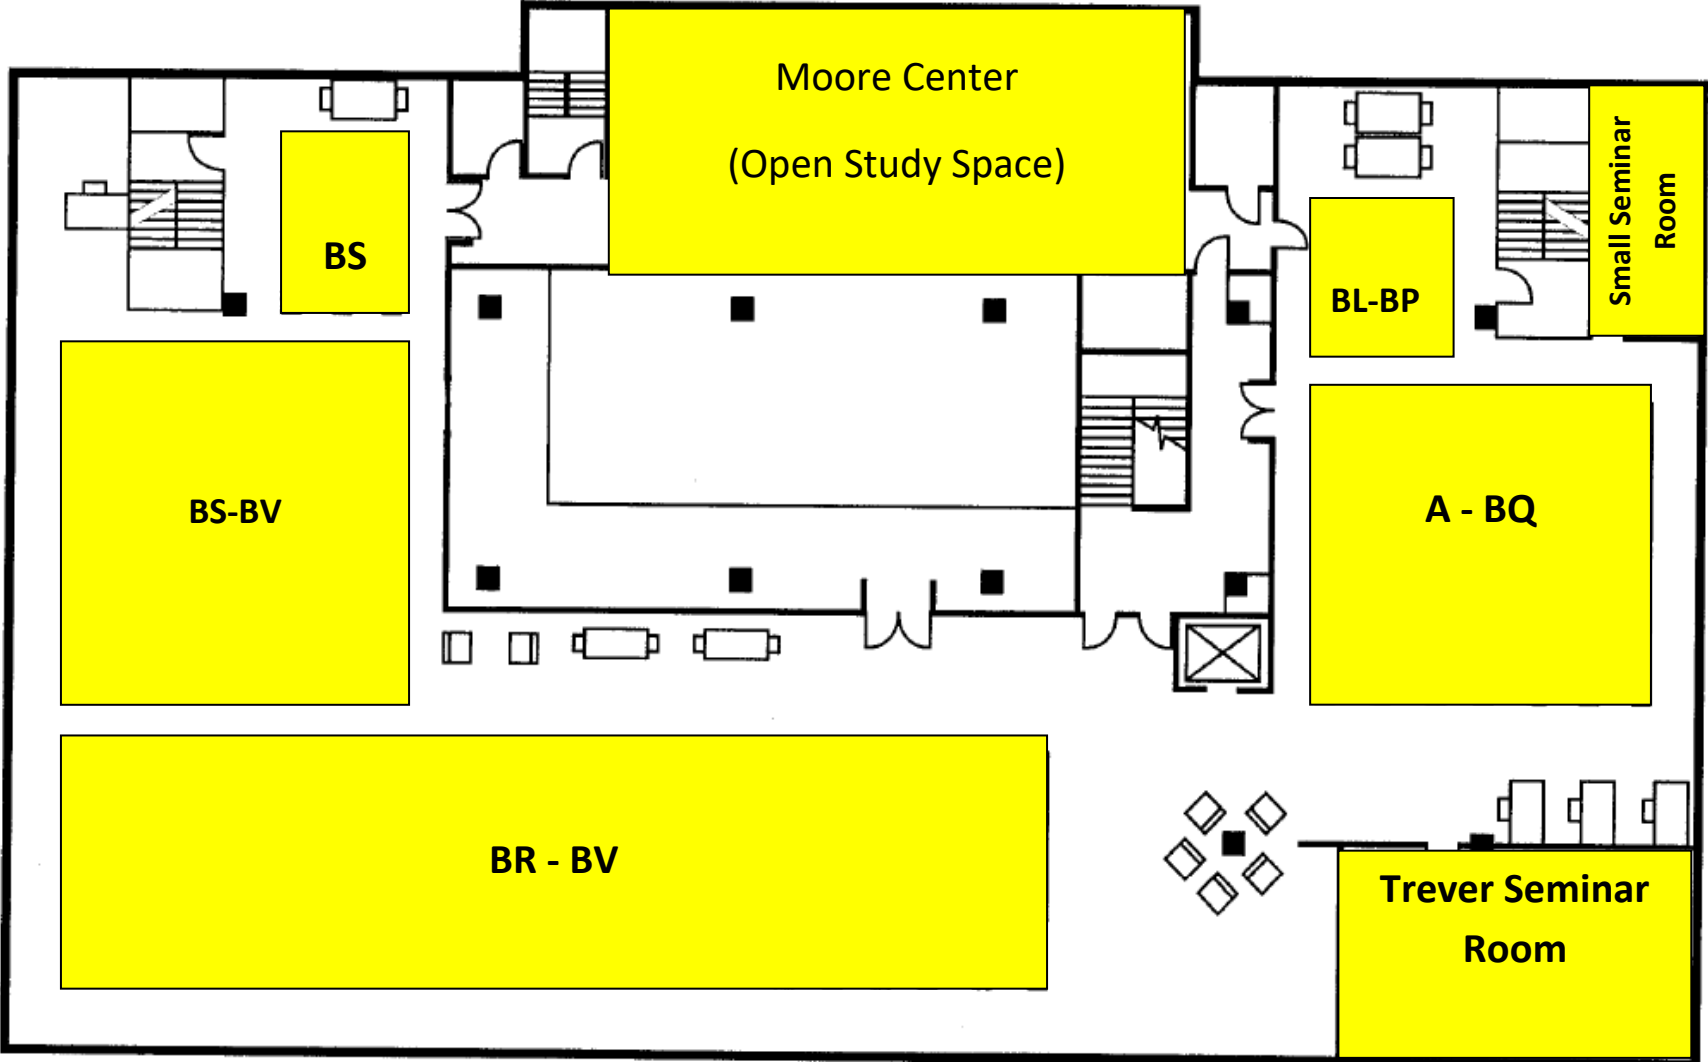 Moore Center
(Open Study Space)
Small Seminar
Room
BS
BL-BP
BS-BV
A - BQ
BR - BV
Trever Seminar
Room